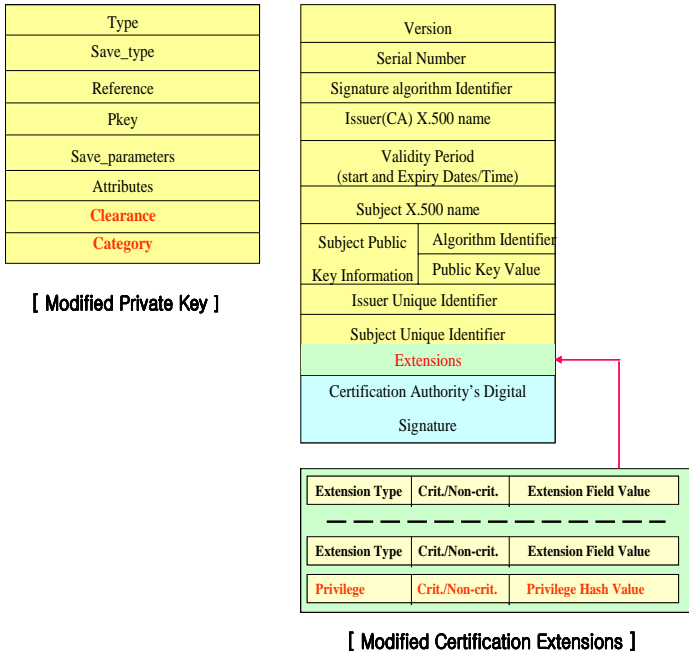 Type
Save_type
Reference
Pkey
Save_parameters
Attributes
Clearance
Category
[ Modified Private Key ]
Version
Serial Number
Signature algorithm Identifier
Issuer(CA) X.500 name
Validity Period
(start and Expiry Dates/Time)
Subject X.500 name
Subject Public
Key Information
Algorithm Identifier
Public Key Value
Issuer Unique Identifier
Subject Unique Identifier
Extensions
Certification Authority's Digital
Signature
Extension Type Crit./Non-crit. Extension Field Value
Extension Type Crit./Non-crit. Extension Field Value
Privilege Crit./Non-crit. Privilege Hash Value
[ Modified Certification Extensions ]